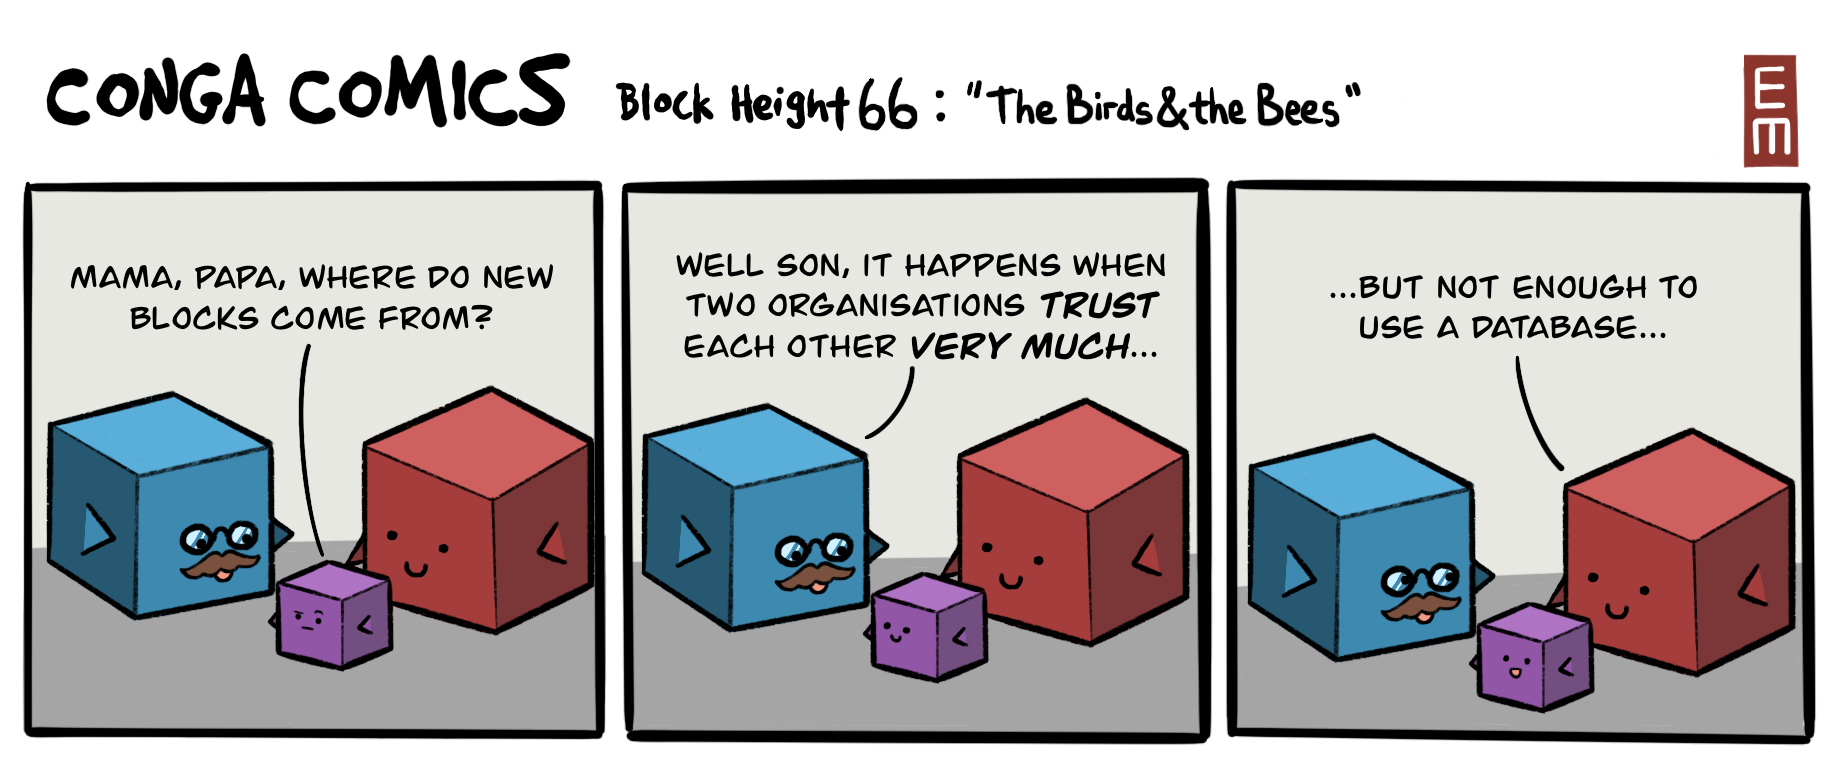 CONGA COMICS Block Height 66: "The Birds & the Bees"
MAMA, PAPA, WHERE DO NEW
BLOCKS COME FROM?
WELL SON, IT HAPPENS WHEN
TWO ORGANISATIONS TRUST
EACH OTHER VERY MUCH...
...BUT NOT ENOUGH TO
USE A DATABASE...